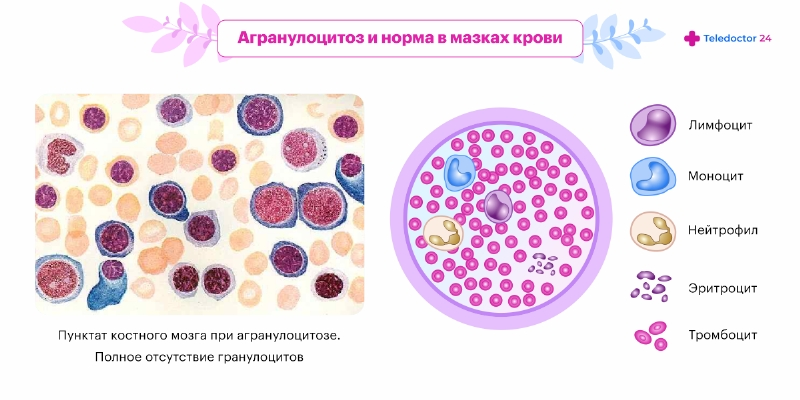 Агранулоцитоз и норма в мазках крови
Teledoctor 24
Лимфоцит
Моноцит
Нейтрофил
Эритроцит
Тромбоцит
Пунктат костного мозга при агранулоцитозе.
Полное отсутствие гранулоцитов